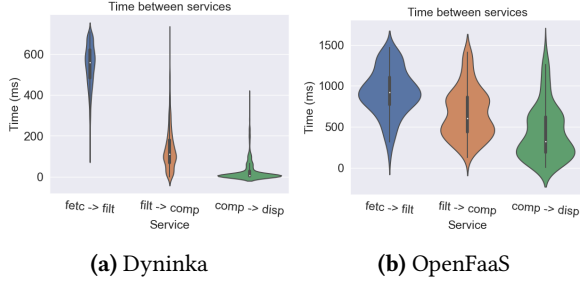 Time between services
600
200
0
Time (ms)
fetc -> filt
filt -> comp
comp -> disp
Service
(a) Dyninka
Time between services
1500
1000
500
0
Time (ms)
fetc -> filt
filt -> comp
comp -> disp
Service
(b) OpenFaaS